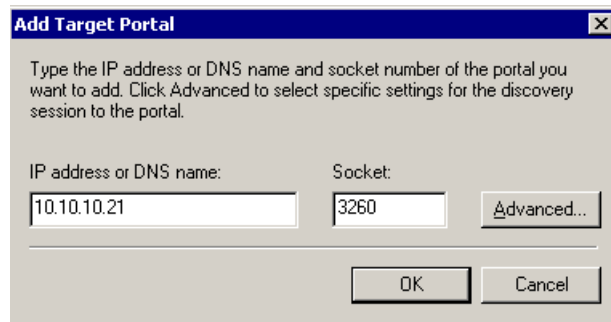 Add Target Portal
Type the IP address or DNS name and socket number of the portal you
want to add. Click Advanced to select specific settings for the discovery
session to the portal.
IP address or DNS name: Socket:
10.10.10.21 3260 Advanced...
OK Cancel